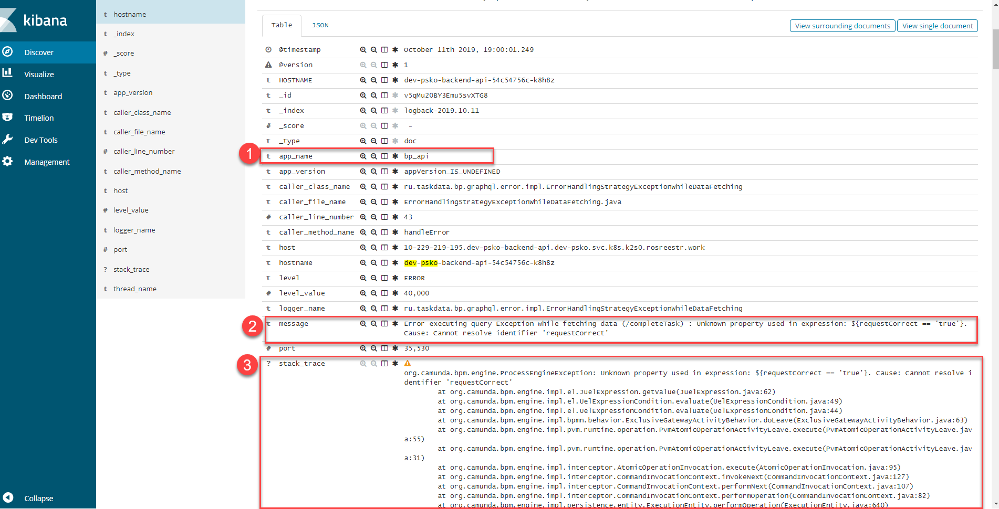 kibana
Discover
Visualize
Dashboard
Timelion
Dev Tools
Management
Collapse
t hostname
t _index
# _score
t _type
t app_version
t caller_class_name
t caller_file_name
# caller_line_number
t caller_method_name
t host
# level_value
t logger_name
# port
? stack_trace
t thread_name
Table JSON
View surrounding documents View single document
@timestamp October 11th 2019, 19:00:01.249
@version 1
t HOSTNAME dev-psko-backend-api-54c54756c-k8h8z
t _id v5qMu20BY3Emu5svXTG8
t _index logback-2019.10.11
# _score -
t _type doc
1
t app_name bp_api
t app_version appVersion_IS_UNDEFINED
t caller_class_name ru.taskdata.bp.graphql.error.impl.ErrorHandlingStrategyExceptionWhileDataFetching
t caller_file_name ErrorHandlingStrategyExceptionWhileDataFetching.java
# caller_line_number 43
t caller_method_name handleError
t host 10-229-219-195.dev-psko-backend-api.dev-psko.svc.k8s.k2s0.rosreestr.work
t hostname dev-psko-backend-api-54c54756c-k8h8z
t level ERROR
# level_value 40,000
t logger_name ru.taskdata.bp.graphql.error.impl.ErrorHandlingStrategyExceptionWhileDataFetching
2
t message Error executing query Exception while fetching data (/completeTask) : Unknown property used in expression: ${requestCorrect == 'true'}.
Cause: Cannot resolve identifier 'requestCorrect'
# port 35,530
3
? stack_trace
org.camunda.bpm.engine.ProcessEngineException: Unknown property used in expression: ${requestCorrect == 'true'}. Cause: Cannot resolve i
dentifier 'requestCorrect'
at org.camunda.bpm.engine.impl.el.JuelExpression.getValue(JuelExpression.java:62)
at org.camunda.bpm.engine.impl.el.UelExpressionCondition.evaluate(UelExpressionCondition.java:49)
at org.camunda.bpm.engine.impl.el.UelExpressionCondition.evaluate(UelExpressionCondition.java:44)
at org.camunda.bpm.engine.impl.bpmn.behavior.ExclusiveGatewayActivityBehavior.doLeave(ExclusiveGatewayActivityBehavior.java:63)
at org.camunda.bpm.engine.impl.pvm.runtime.operation.PvmAtomicOperationActivityLeave.execute(PvmAtomicOperationActivityLeave.jav
a:55)
at org.camunda.bpm.engine.impl.pvm.runtime.operation.PvmAtomicOperationActivityLeave.execute(PvmAtomicOperationActivityLeave.jav
a:31)
at org.camunda.bpm.engine.impl.interceptor.AtomicOperationInvocation.execute(AtomicOperationInvocation.java:95)
at org.camunda.bpm.engine.impl.interceptor.CommandInvocationContext.invokeNext(CommandInvocationContext.java:127)
at org.camunda.bpm.engine.impl.interceptor.CommandInvocationContext.performNext(CommandInvocationContext.java:107)
at org.camunda.bpm.engine.impl.interceptor.CommandInvocationContext.performOperation(CommandInvocationContext.java:82)
at org.camunda.bpm.engine.impl.persistence.entity.ExecutionEntity.performOperation(ExecutionEntity.java:640)